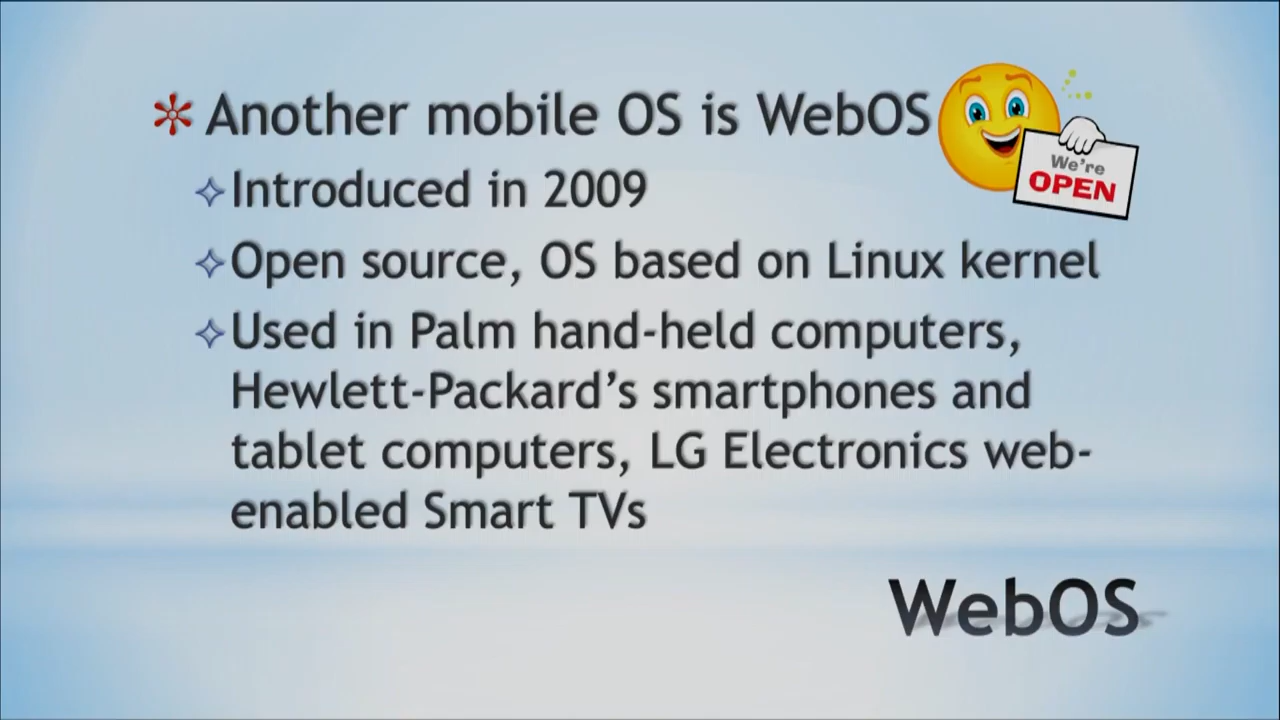 Another mobile OS is WebOS
We're
OPEN
Introduced in 2009
Open source, OS based on Linux kernel
Used in Palm hand-held computers,
Hewlett-Packard’s smartphones and
tablet computers, LG Electronics web-
enabled Smart TVs
WebOS